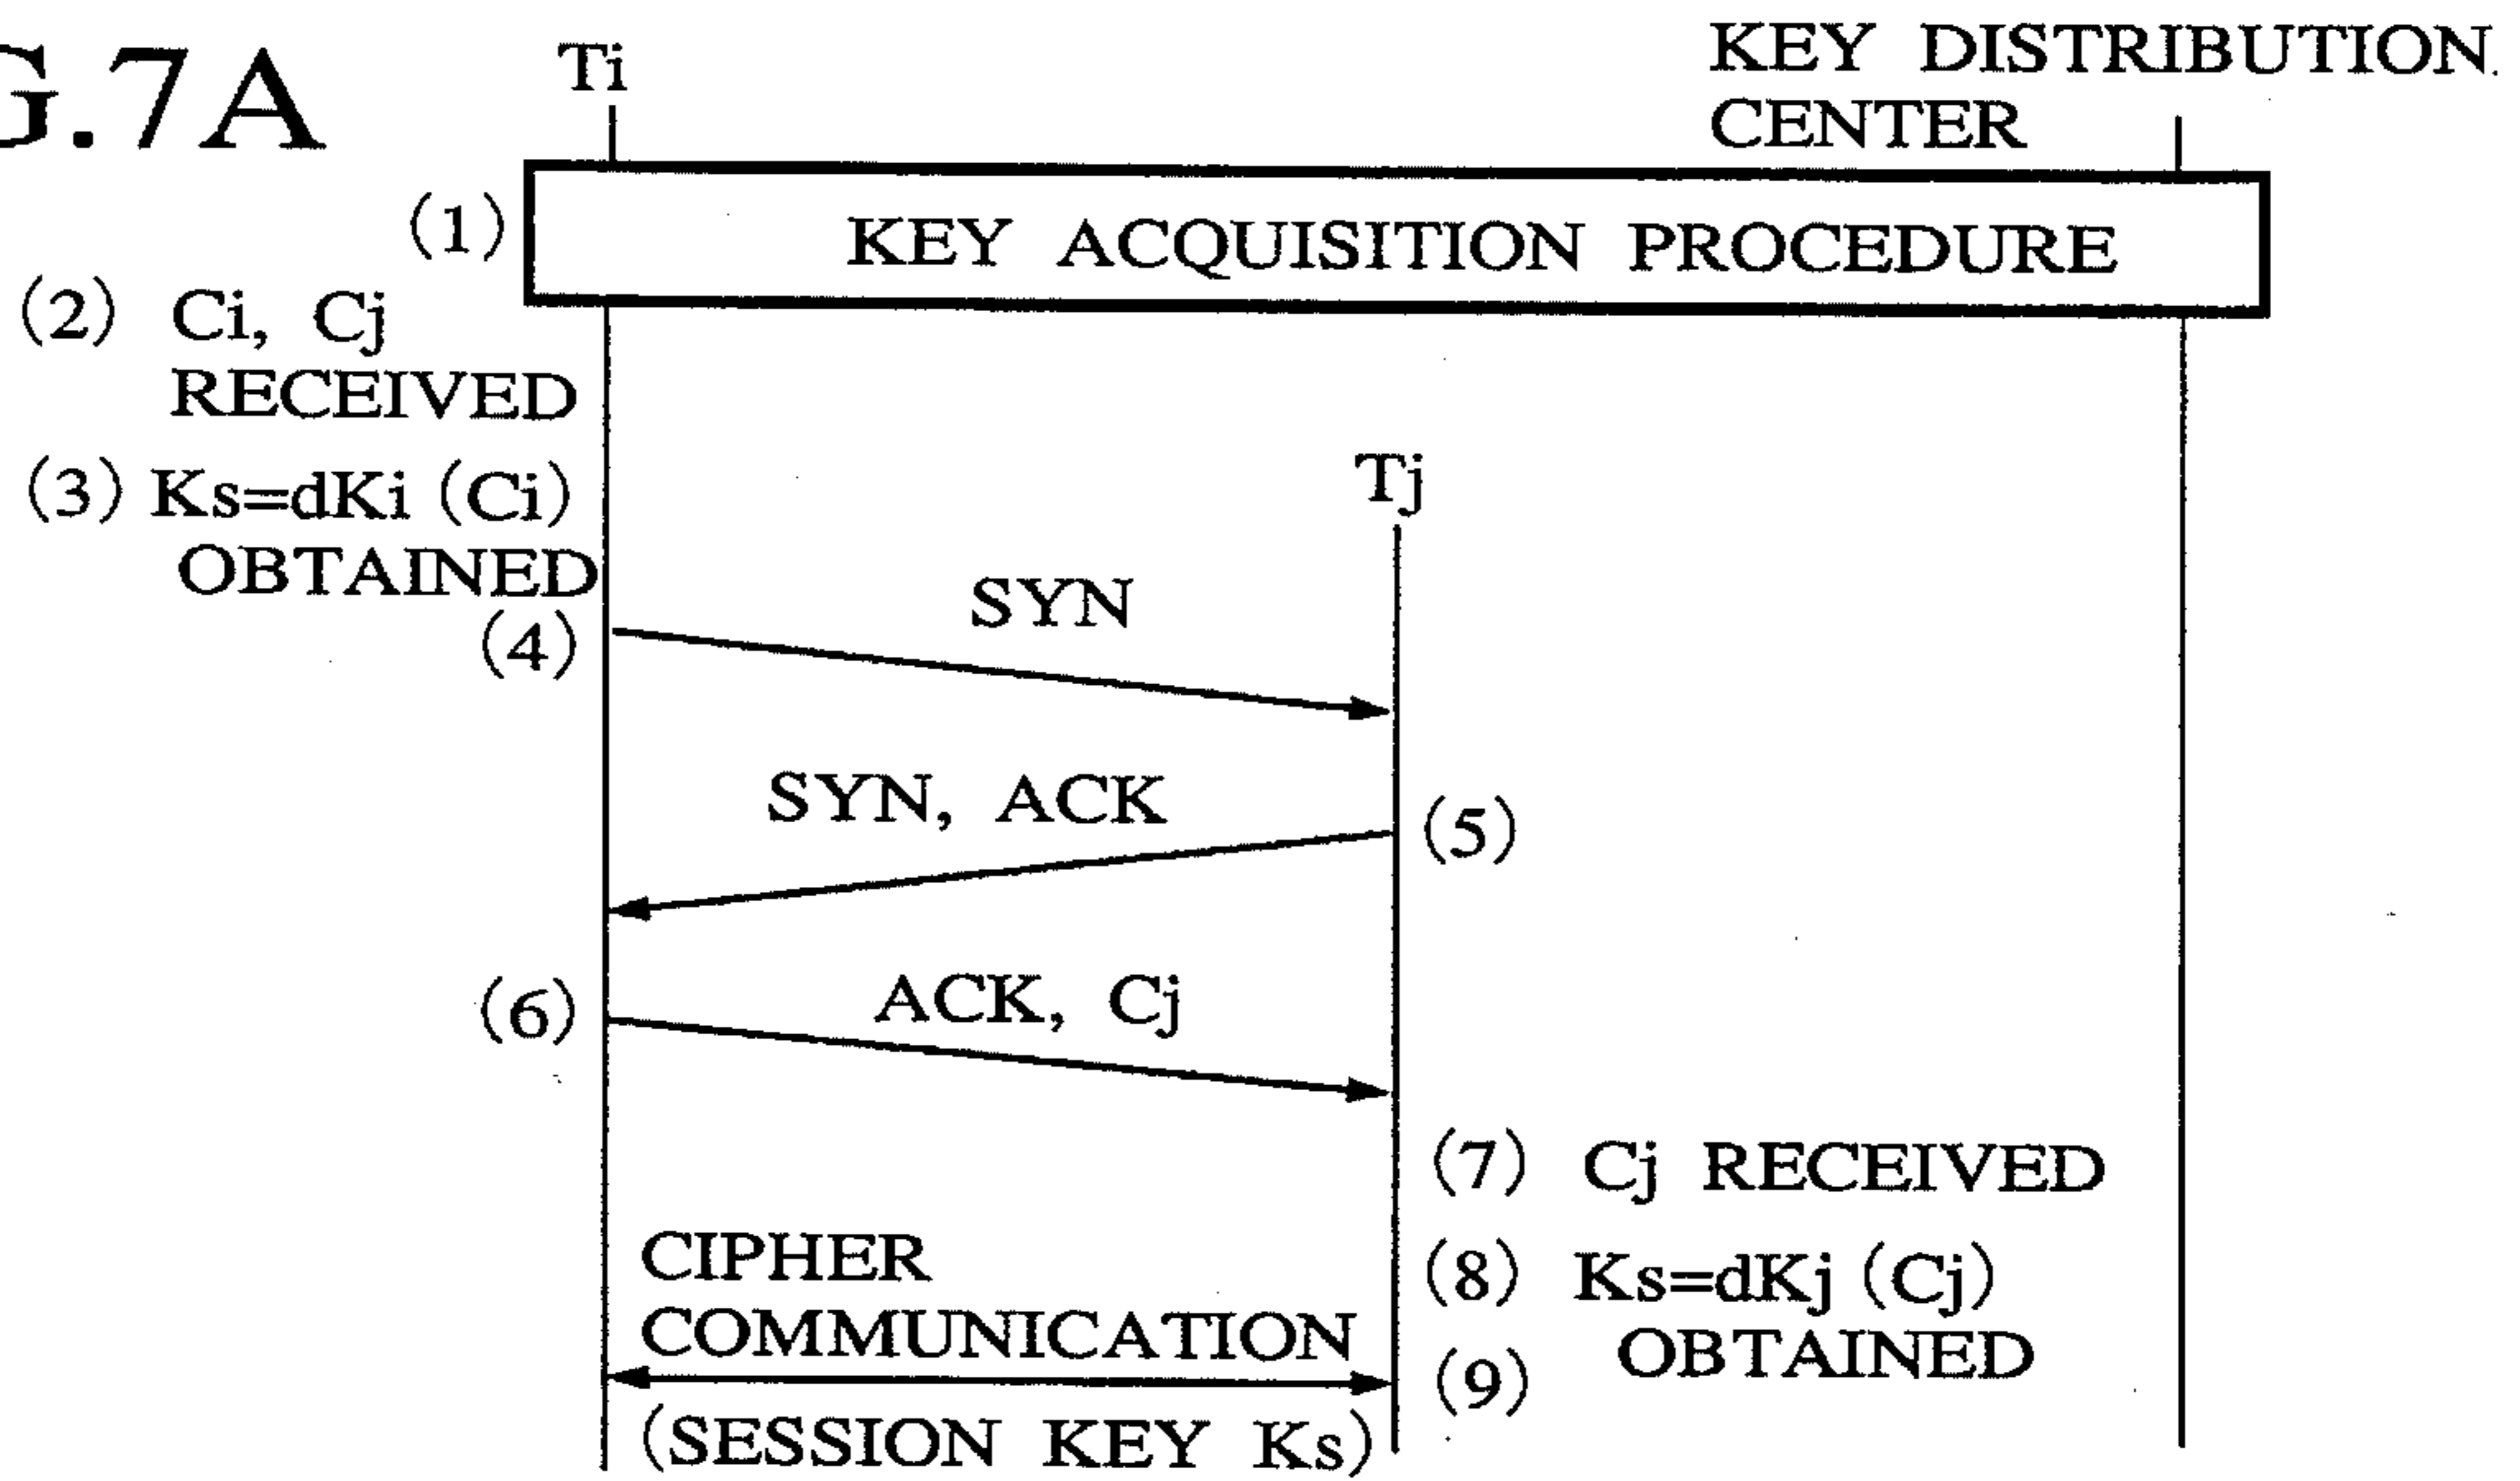 G.7A
Ti
KEY DISTRIBUTION
CENTER
(1)
KEY ACQUISITION PROCEDURE
(2) Ci, Cj
RECEIVED
(3) Ks=dKi (Ci)
OBTAINED
Tj
(4)
SYN
SYN, ACK
(5)
(6)
ACK, Cj
(7) Cj RECEIVED
(8) Ks=dKj (Cj)
OBTAINED
CIPHER
COMMUNICATION
(9)
(SESSION KEY Ks)